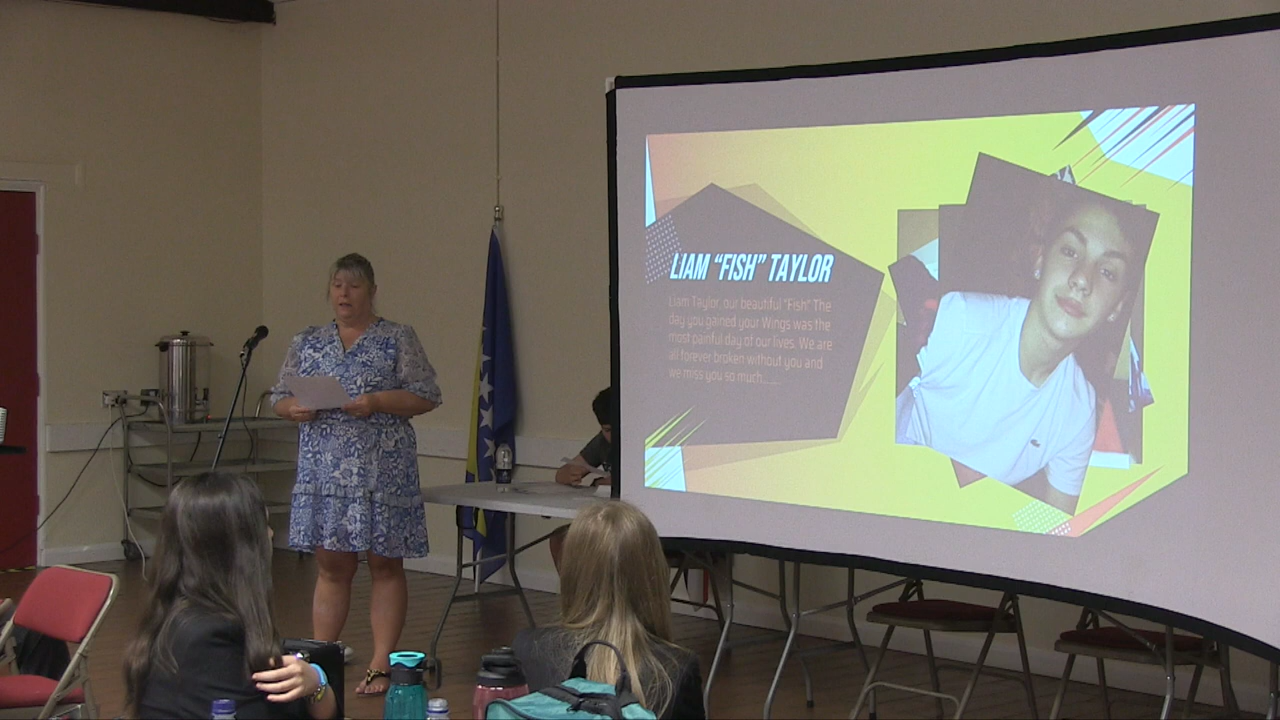 LIAM “FISH” TAYLOR
Liam Taylor, our beautiful "Fish" The
day you gained your Wings was the
most painful day of our lives. We are
all forever broken without you and
we miss you so much.......